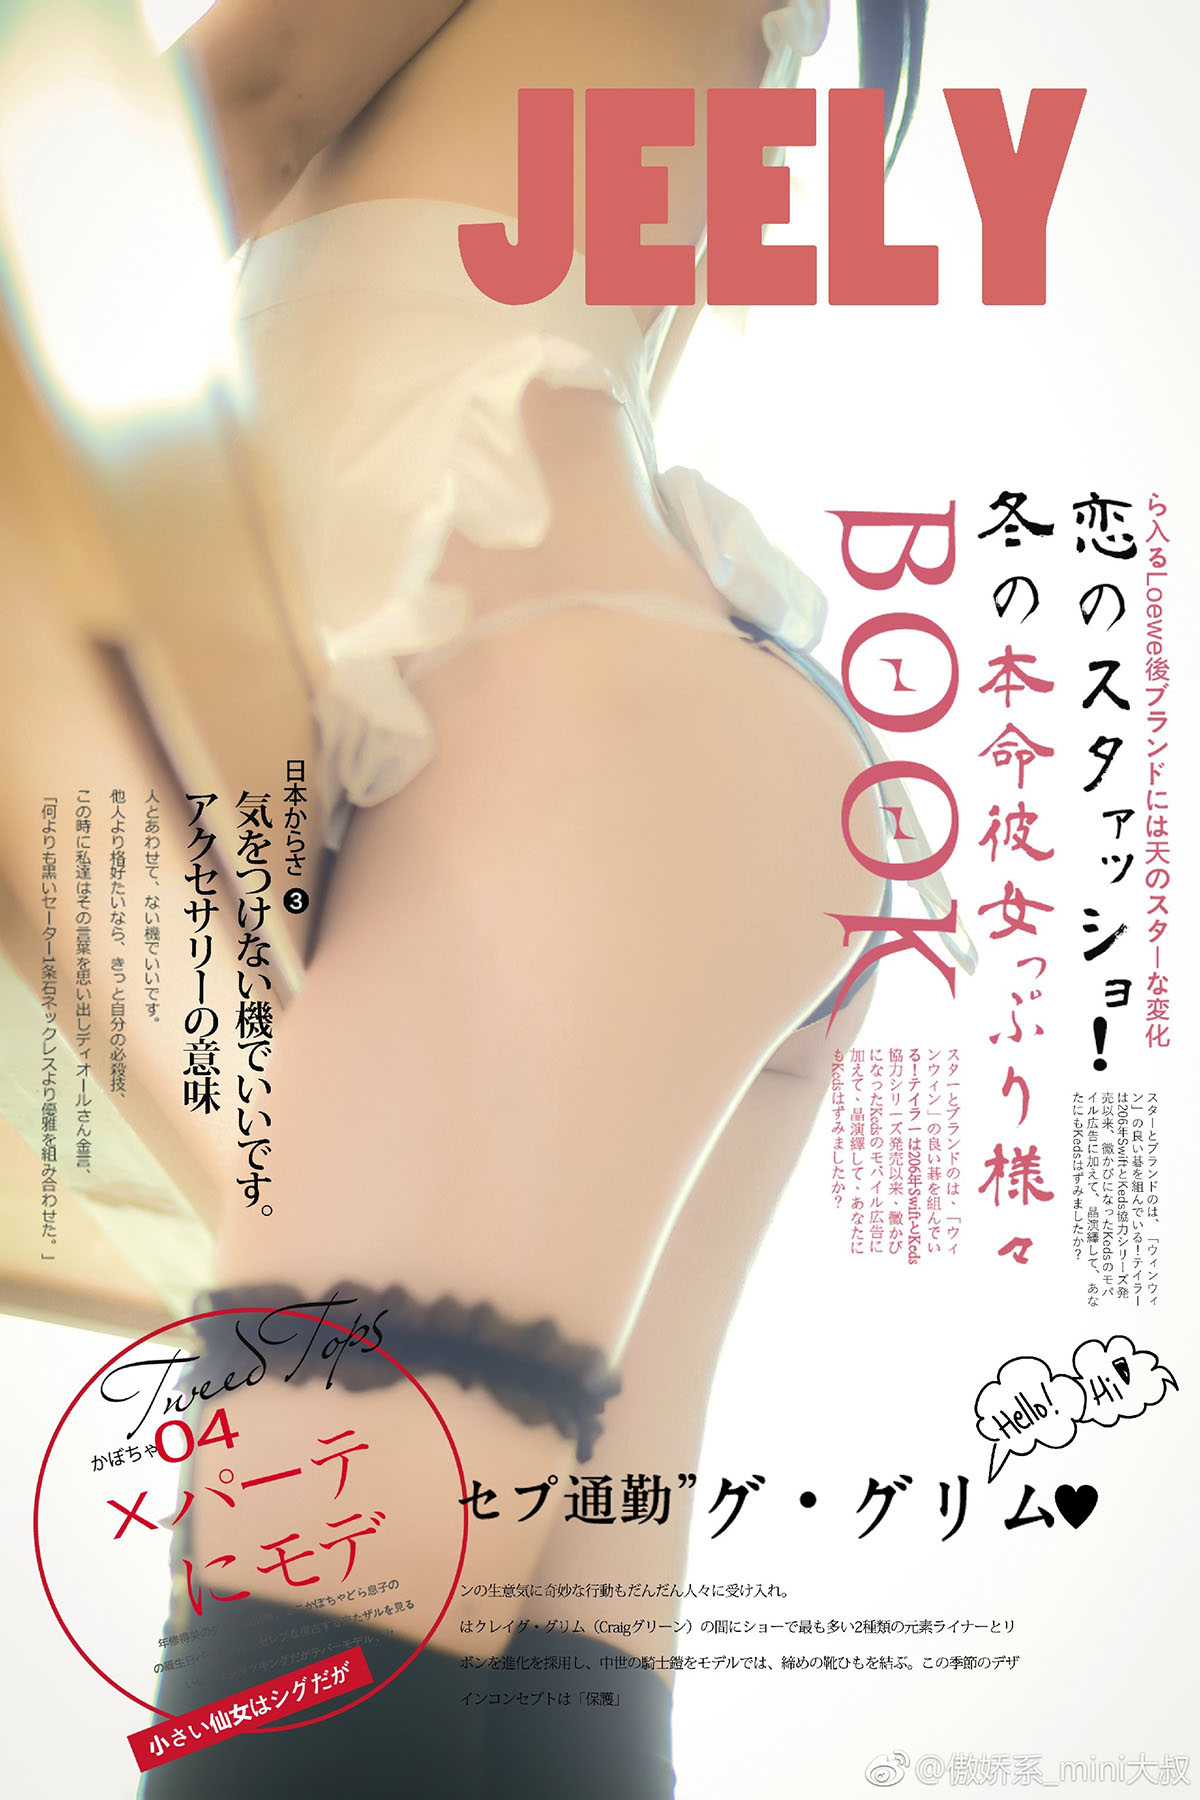 JEELY
BOOK
ら入るLoewe後ブランドには天のスターな変化
恋のスタァッショ!
冬の本命彼女っぷり様々
スターとブランドのは、「ウィンウィ
ン」の良い碁を組んでいる!テイラー
は206年SwiftとKeds協力シリーズ発
売以来、微かびになったKedsのモバ
イル広告に加えて、晶演繹して、あな
たにもKedsはずみましたか?
スターとブランドのは、「ウィ
ンウィン」の良い碁を組んでい
る!テイラーは206年SwiftとKeds
協力シリーズ発売以来、微かび
になったKedsのモバイル広告に
加えて、晶演繹して、あなたに
もKedsはずみましたか?
日本からさ 3
気をつけない機でいいです。
アクセサリーの意味
人とあわせて、ない機でいいです。
他人より格好たいなら、きっと自分の必殺技、
この時に私達はその言葉を思い出しディオールさん金言、
「何よりも黒いセーター1条石ネックレスより優雅を組み合わせた。」
Hello!
Hi
Tweed Tops
かぼちゃ04
×パーテ
にモデ
かぼちゃどら息子の
小さい仙女はシグだが
セプ通勤”グ・グリム♥
ンの生意気に奇妙な行動もだんだん人々に受け入れ。
はクレイグ・グリム（Craigグリーン）の間にショーで最も多い2種類の元素ライナーとリ
ボンを進化を採用し、中世の騎士鎧をモデルでは、締めの靴ひもを結ぶ。この季節のデザ
インコンセプトは「保護」
@傲娇系_mini大叔